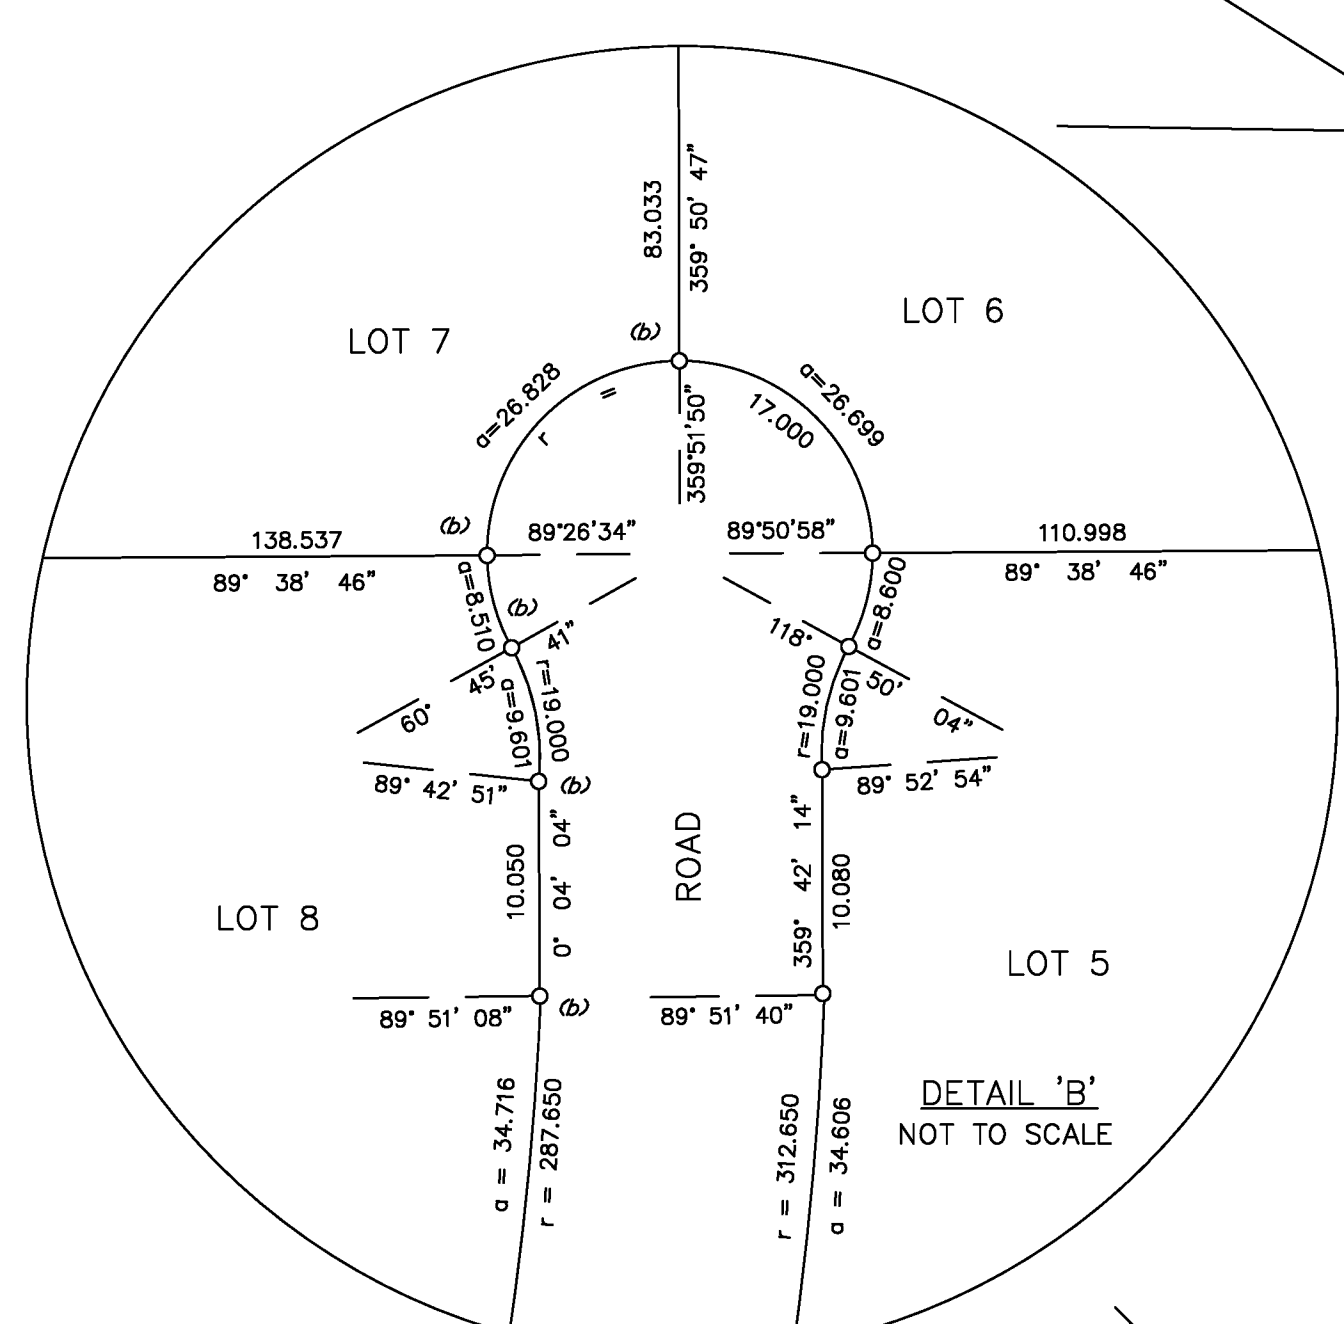 83.033
359° 50' 47"
LOT 7
LOT 6
(b)
a=26.828
r =
17.000
a=26.699
359°51'50"
138.537
89° 38' 46"
(b)
89°26'34"
89°50'58"
110.998
89° 38' 46"
a=8.510
(b)
60° 45' 41"
a=8.600
118° 50' 04"
a=9.601
r=19.000
r=19.000
a=9.601
89° 42' 51"
(b)
89° 52' 54"
10.050
0° 04' 04"
ROAD
359° 42' 14"
10.080
LOT 8
LOT 5
89° 51' 08"
(b)
89° 51' 40"
a = 34.716
r = 287.650
r = 312.650
a = 34.606
DETAIL 'B'
NOT TO SCALE